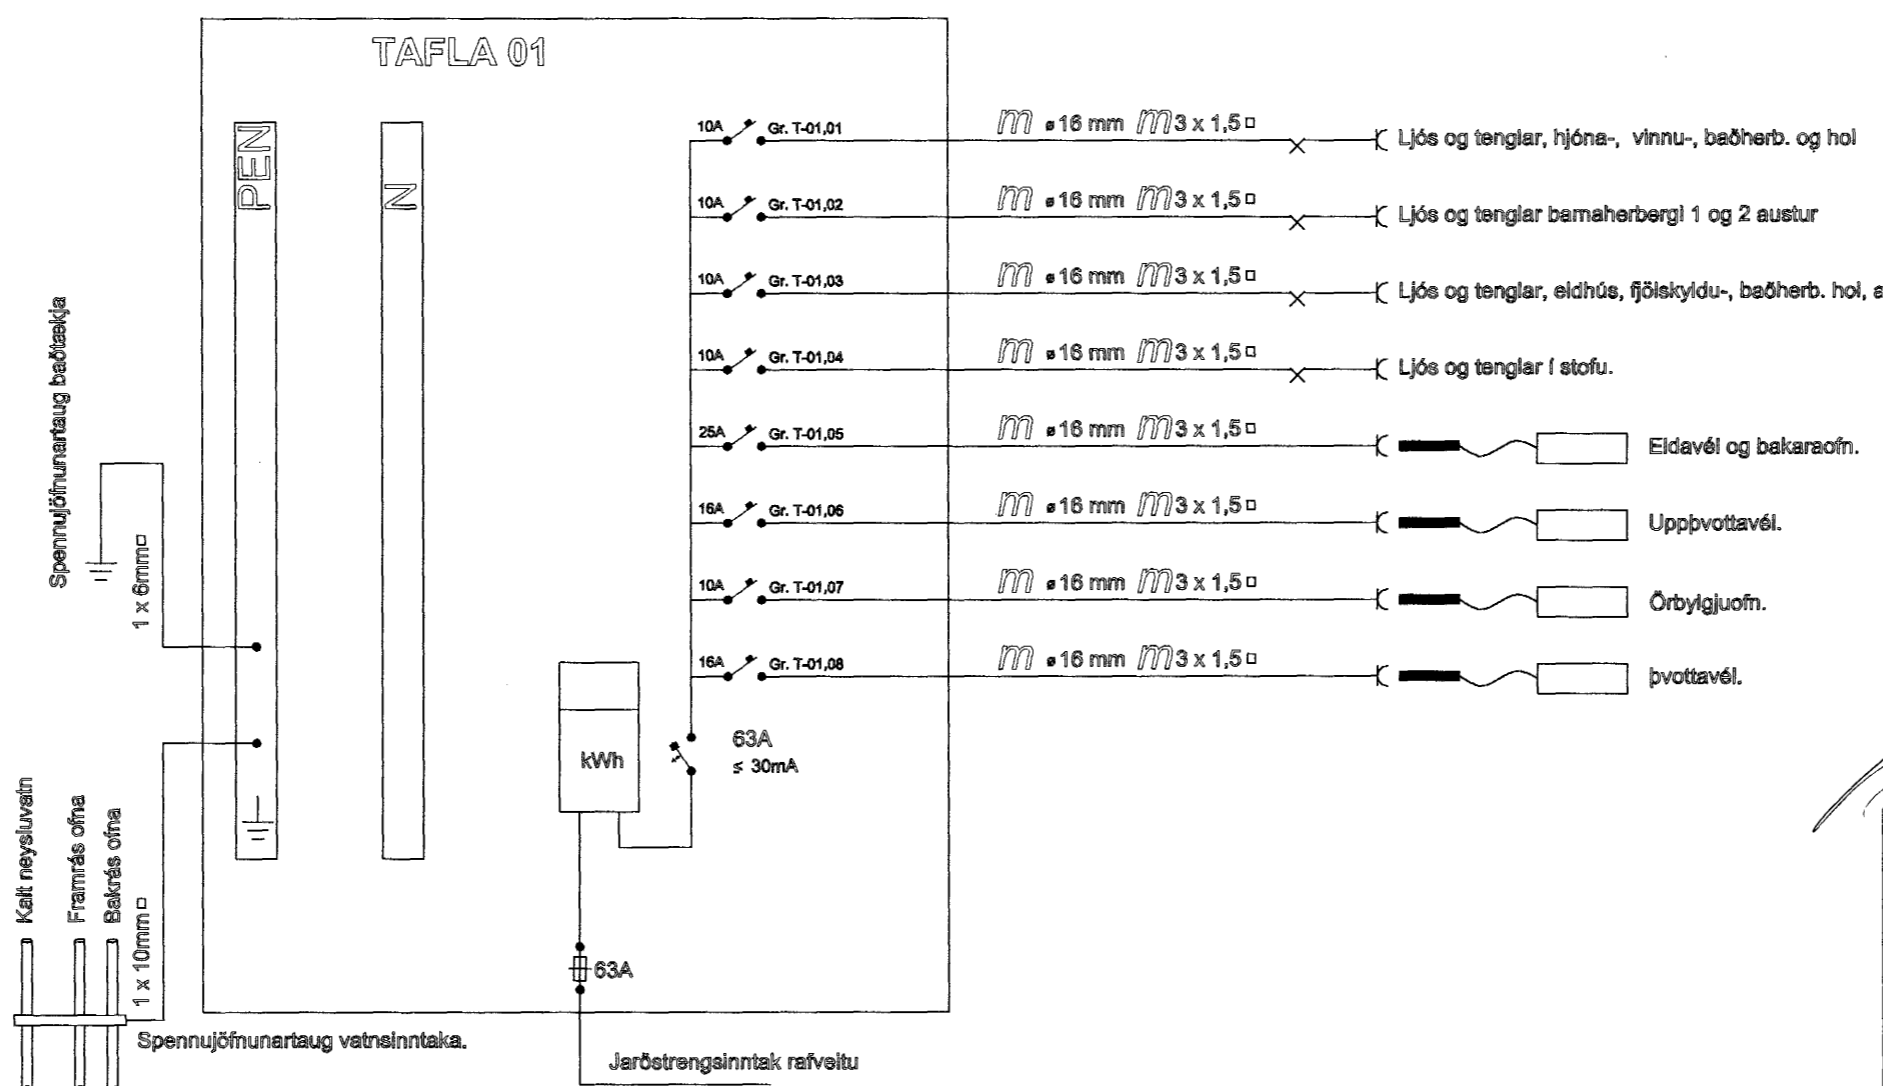 TAFLA 01
PEN
N
10A Gr. T-01,01 m ø16 mm m 3 x 1,5 □ Ljós og tenglar, hjóna-, vinnu-, baðherb. og hol
10A Gr. T-01,02 m ø16 mm m 3 x 1,5 □ Ljós og tenglar barnaherbergi 1 og 2 austur
10A Gr. T-01,03 m ø16 mm m 3 x 1,5 □ Ljós og tenglar, eldhús, fjölskyldu-, baðherb. hol, a
10A Gr. T-01,04 m ø16 mm m 3 x 1,5 □ Ljós og tenglar í stofu.
25A Gr. T-01,05 m ø16 mm m 3 x 1,5 □ Eldavél og bakaraofn.
16A Gr. T-01,06 m ø16 mm m 3 x 1,5 □ Uppþvottavél.
10A Gr. T-01,07 m ø16 mm m 3 x 1,5 □ Örbylgjuofn.
16A Gr. T-01,08 m ø16 mm m 3 x 1,5 □ þvottavél.
Spennujöfnunartaug baðtækja
1 x 6mm□
kWh
63A
≤ 30mA
Kalt neysluvatn
Framrás ofna
Bakrás ofna
1 x 10mm □
63A
Spennujöfnunartaug vatnsinntaka.
Jarðstrengsinntak rafveitu